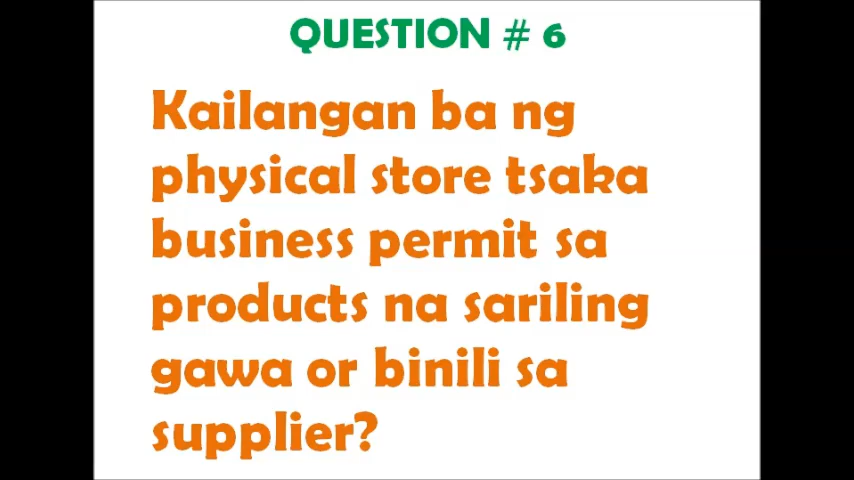 QUESTION # 6
Kailangan ba ng
physical store tsaka
business permit sa
products na sariling
gawa or binili sa
supplier?